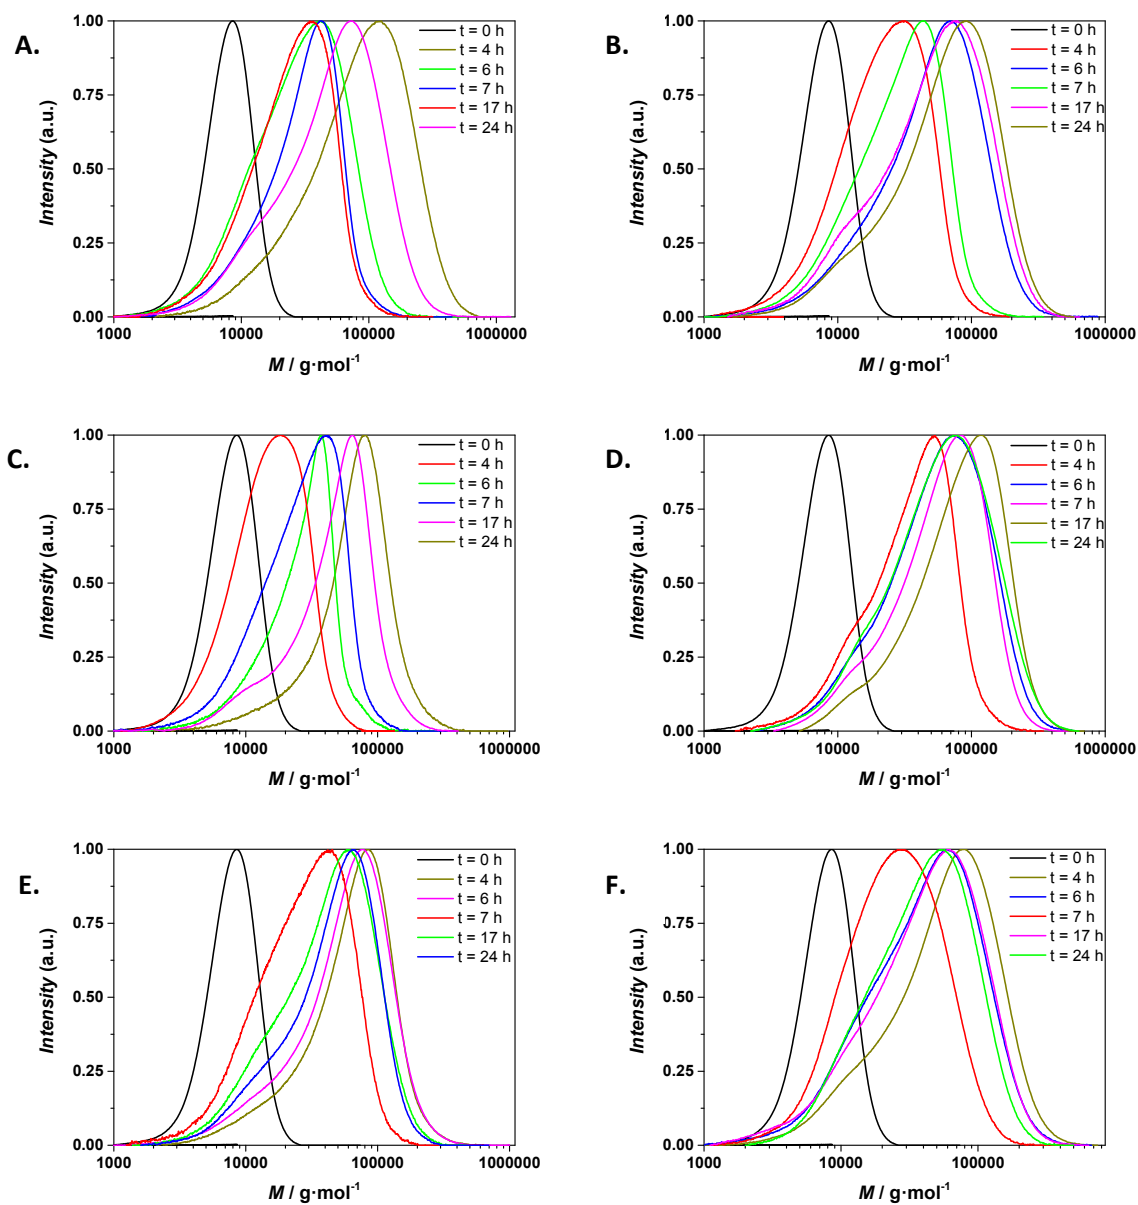 A.
1.00
0.75
0.50
0.25
0.00
Intensity (a.u.)
t = 0 h
t = 4 h
t = 6 h
t = 7 h
t = 17 h
t = 24 h
1000
10000
100000
1000000
M / g·mol-1
B.
1.00
0.75
0.50
0.25
0.00
Intensity (a.u.)
t = 0 h
t = 4 h
t = 6 h
t = 7 h
t = 17 h
t = 24 h
1000
10000
100000
1000000
M / g·mol-1
C.
1.00
0.75
0.50
0.25
0.00
Intensity (a.u.)
t = 0 h
t = 4 h
t = 6 h
t = 7 h
t = 17 h
t = 24 h
1000
10000
100000
1000000
M / g·mol-1
D.
1.00
0.75
0.50
0.25
0.00
Intensity (a.u.)
t = 0 h
t = 4 h
t = 6 h
t = 7 h
t = 17 h
t = 24 h
1000
10000
100000
1000000
M / g·mol-1
E.
1.00
0.75
0.50
0.25
0.00
Intensity (a.u.)
t = 0 h
t = 4 h
t = 6 h
t = 7 h
t = 17 h
t = 24 h
1000
10000
100000
1000000
M / g·mol-1
F.
1.00
0.75
0.50
0.25
0.00
Intensity (a.u.)
t = 0 h
t = 4 h
t = 6 h
t = 7 h
t = 17 h
t = 24 h
1000
10000
100000
M / g·mol-1